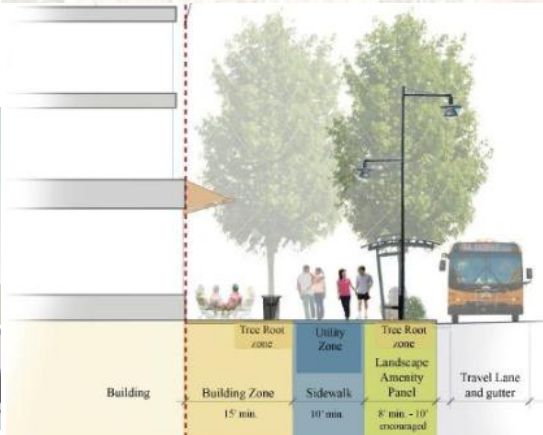 Tree Root
zone
Utility
Zone
Tree Root
zone
Landscape
Amenity
Panel
Building
Building Zone
Sidewalk
Travel Lane
and gutter
15' min.
10' min.
8' min. - 10'
encouraged